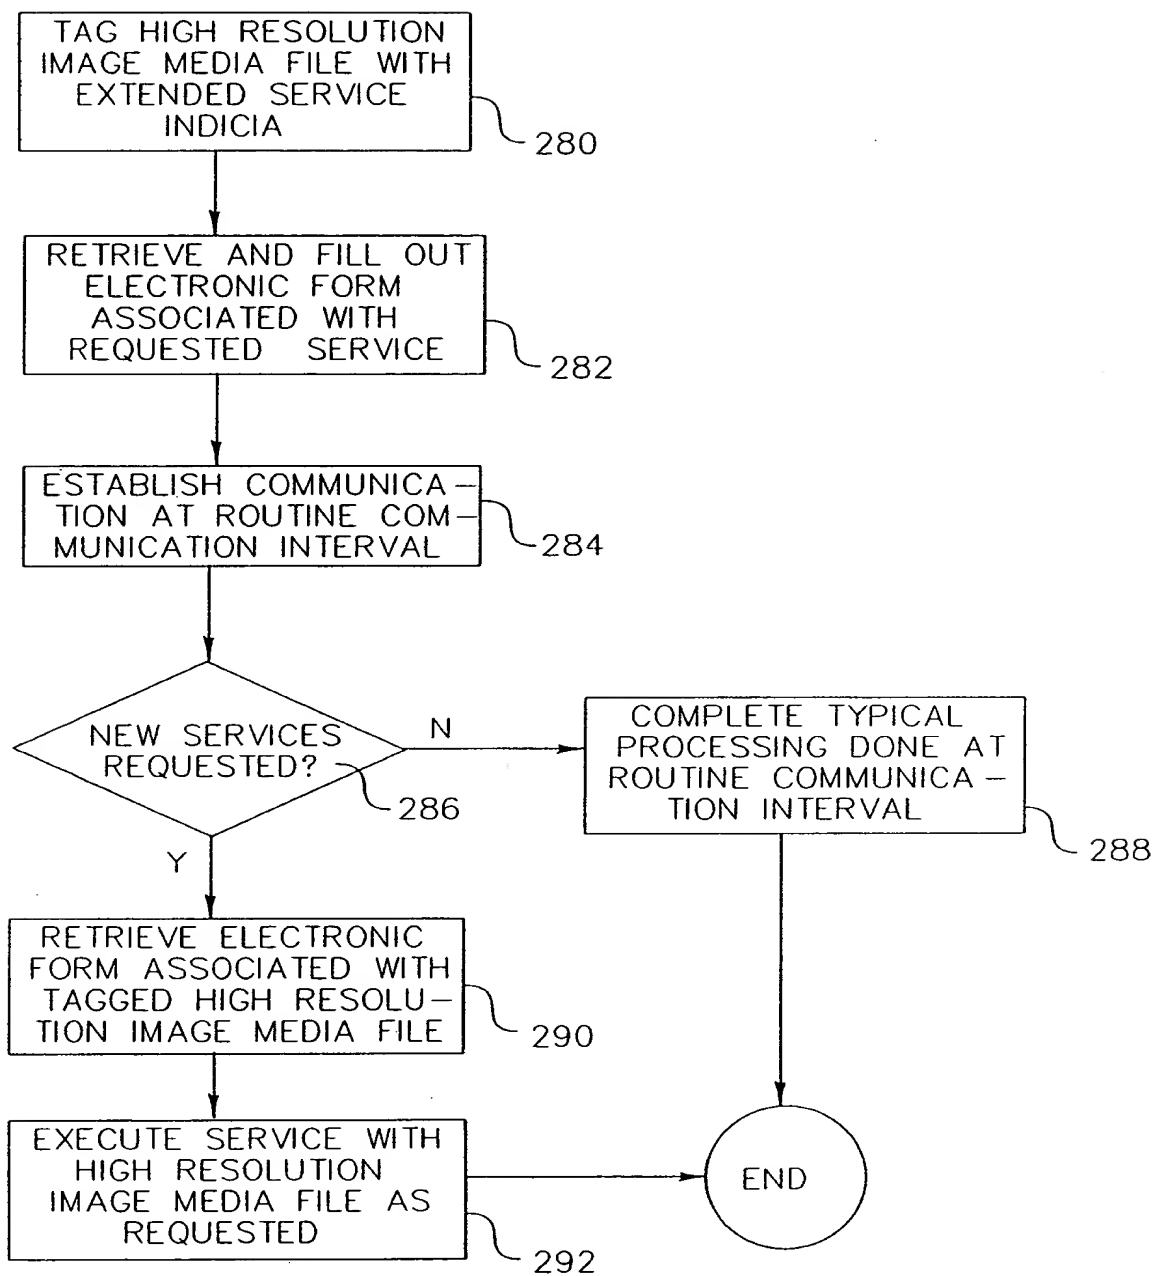 TAG HIGH RESOLUTION
IMAGE MEDIA FILE WITH
EXTENDED SERVICE
INDICIA
280
RETRIEVE AND FILL OUT
ELECTRONIC FORM
ASSOCIATED WITH
REQUESTED SERVICE
282
ESTABLISH COMMUNICA-
TION AT ROUTINE COM-
MUNICATION INTERVAL
284
NEW SERVICES
REQUESTED?
286
N
COMPLETE TYPICAL
PROCESSING DONE AT
ROUTINE COMMUNICA-
TION INTERVAL
288
Y
RETRIEVE ELECTRONIC
FORM ASSOCIATED WITH
TAGGED HIGH RESOLU-
TION IMAGE MEDIA FILE
290
EXECUTE SERVICE WITH
HIGH RESOLUTION
IMAGE MEDIA FILE AS
REQUESTED
292
END